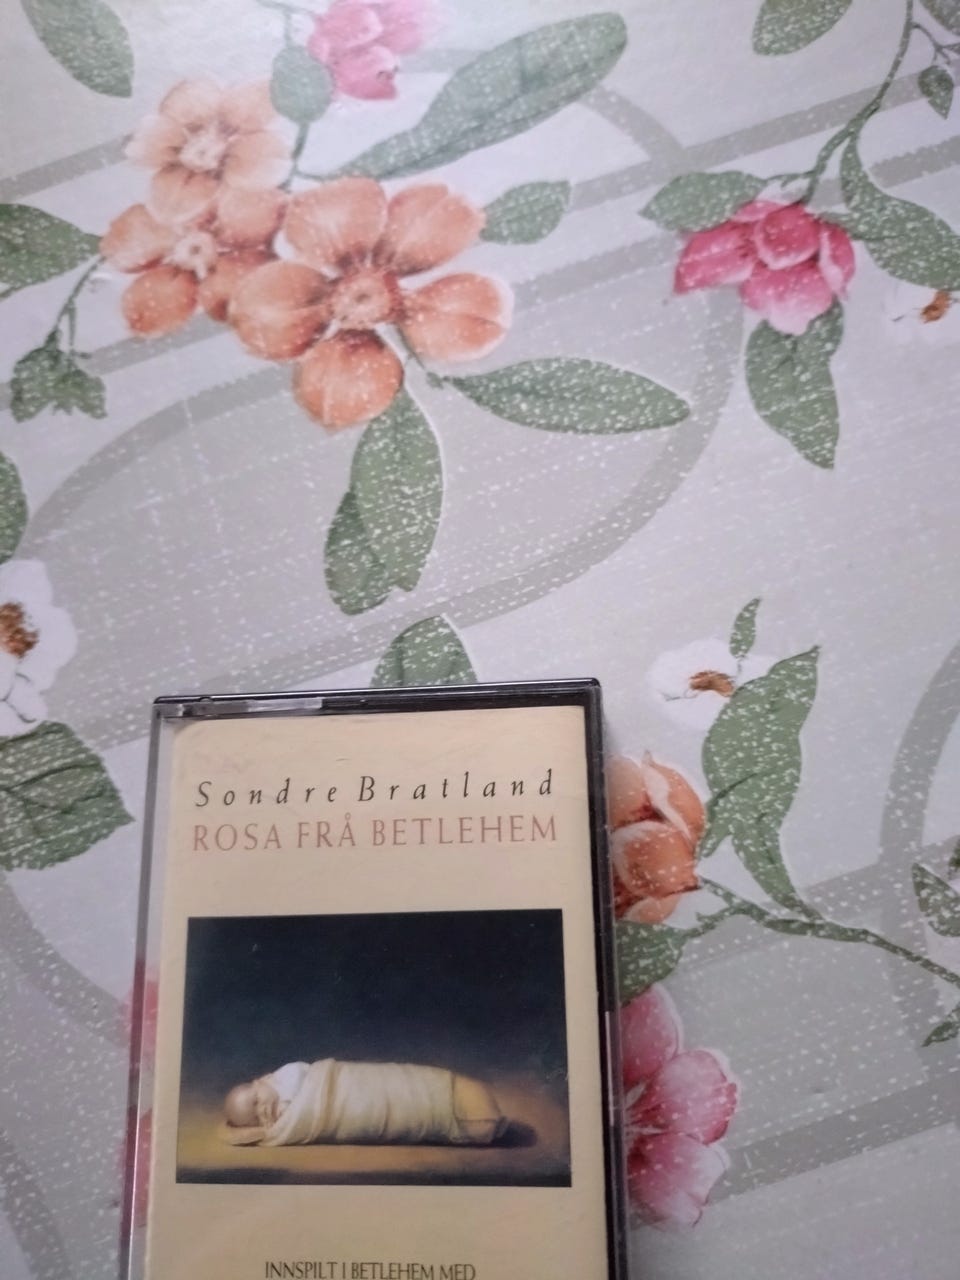 Sondre Bratland
ROSA FRÅ BETLEHEM
INNSPILT I BETLEHEM MED